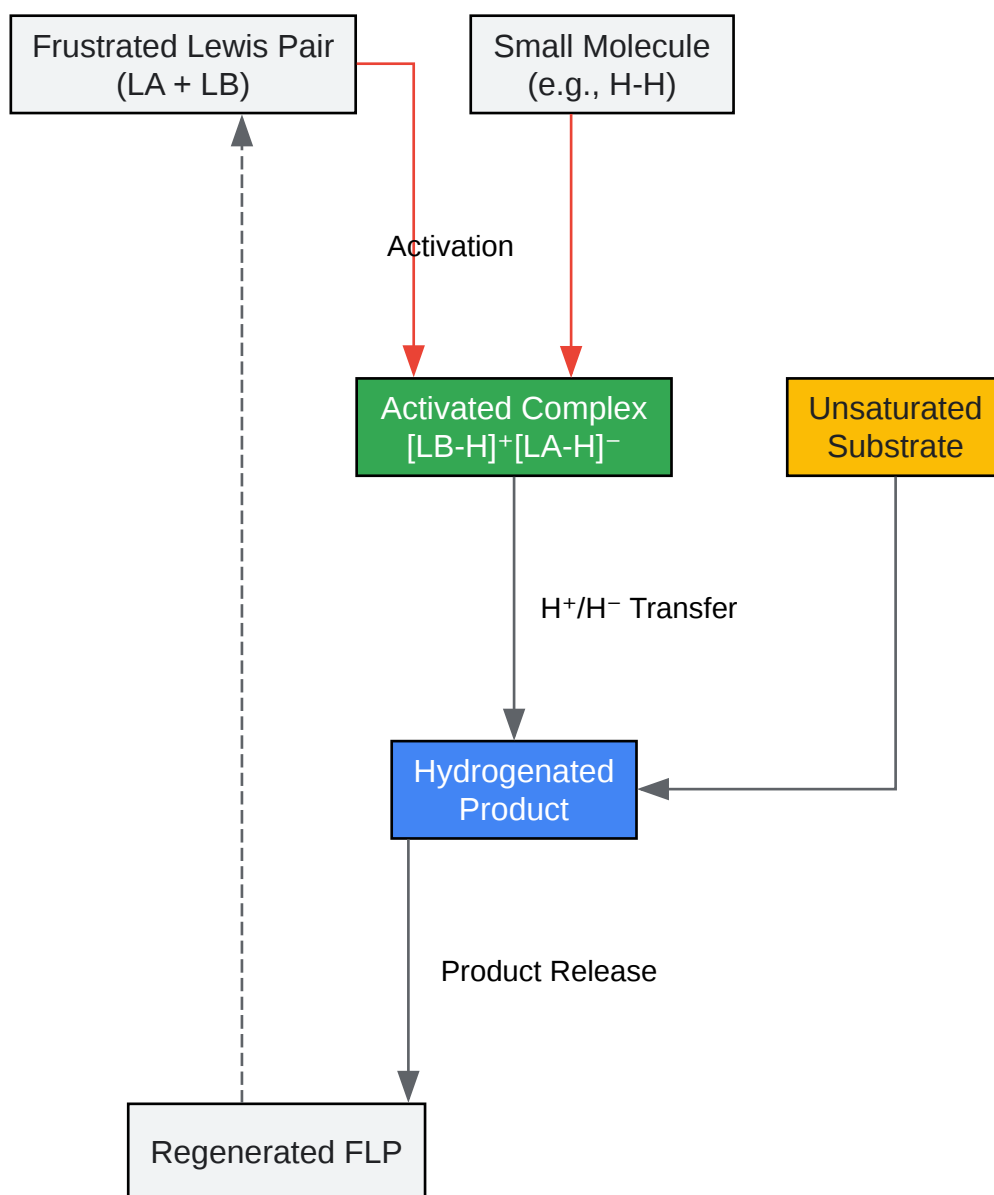 Frustrated Lewis Pair
(LA + LB)
Small Molecule
(e.g., H-H)
Activation
Activated Complex
[LB-H]⁺[LA-H]⁻
Unsaturated
Substrate
H⁺/H⁻ Transfer
Hydrogenated
Product
Product Release
Regenerated FLP